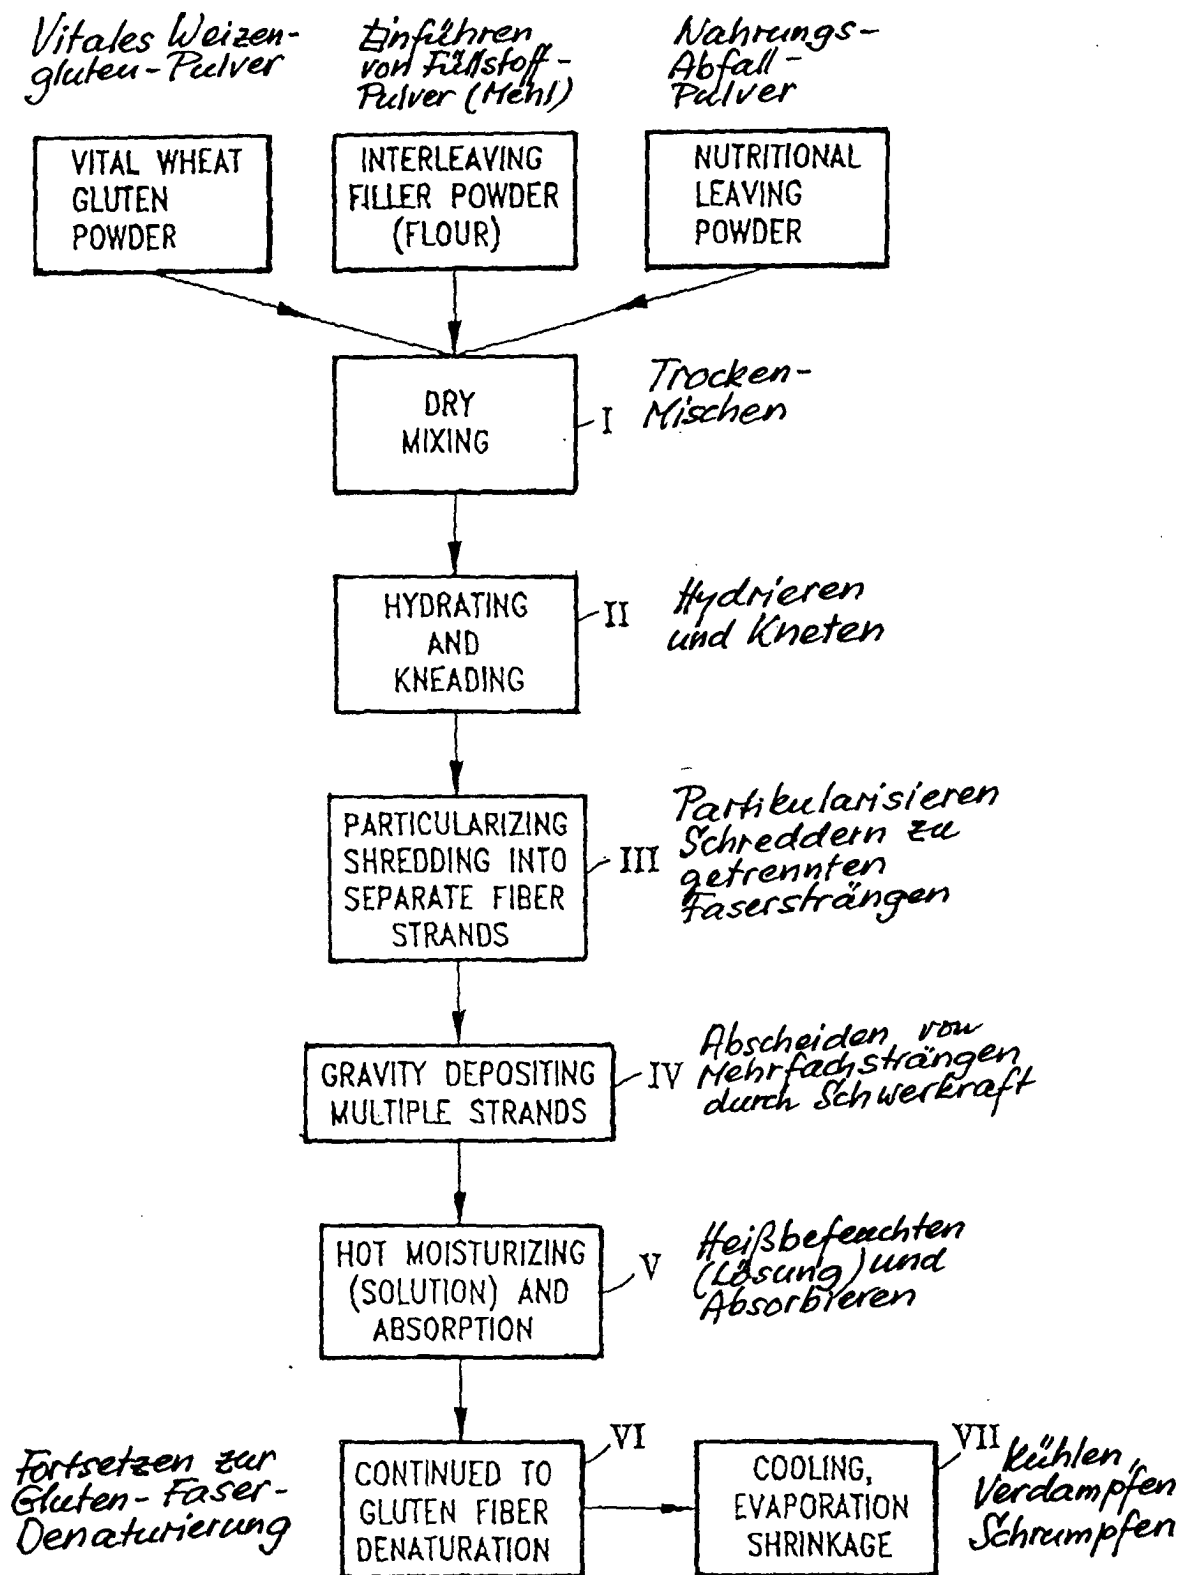 Vitales Weizen-
gluten-Pulver
Einführen
von Füllstoff-
Pulver (Mehl)
Nahrungs-
Abfall-
Pulver
VITAL WHEAT
GLUTEN
POWDER
INTERLEAVING
FILLER POWDER
(FLOUR)
NUTRITIONAL
LEAVING
POWDER
DRY
MIXING
I
Trocken-
Mischen
HYDRATING
AND
KNEADING
II
Hydrieren
und Kneten
PARTICULARIZING
SHREDDING INTO
SEPARATE FIBER
STRANDS
III
Partikularisieren
Schreddern zu
getrennten
Fasersträngen
GRAVITY DEPOSITING
MULTIPLE STRANDS
IV
Abscheiden von
Mehrfachsträngen
durch Schwerkraft
HOT MOISTURIZING
(SOLUTION) AND
ABSORPTION
V
Heißbefeuchten
(Lösung) und
Absorbieren
Fortsetzen zur
Gluten-Faser-
Denaturierung
CONTINUED TO
GLUTEN FIBER
DENATURATION
VI
COOLING,
EVAPORATION
SHRINKAGE
VII
Kühlen,
Verdampfen
Schrumpfen